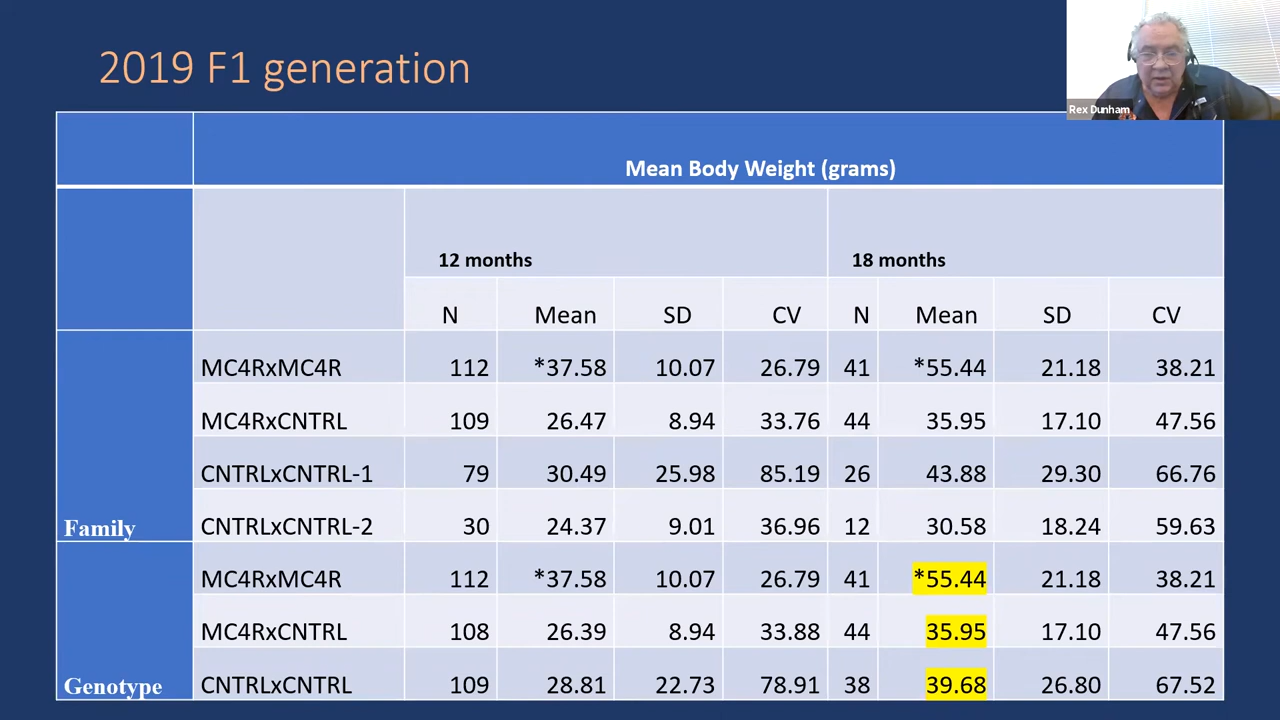 2019 F1 generation
Rex Dunham
Mean Body Weight (grams)
12 months 18 months
N Mean SD CV N Mean SD CV
MC4RxMC4R 112 *37.58 10.07 26.79 41 *55.44 21.18 38.21
MC4RxCNTRL 109 26.47 8.94 33.76 44 35.95 17.10 47.56
CNTRLxCNTRL-1 79 30.49 25.98 85.19 26 43.88 29.30 66.76
Family CNTRLxCNTRL-2 30 24.37 9.01 36.96 12 30.58 18.24 59.63
MC4RxMC4R 112 *37.58 10.07 26.79 41 *55.44 21.18 38.21
MC4RxCNTRL 108 26.39 8.94 33.88 44 35.95 17.10 47.56
Genotype CNTRLxCNTRL 109 28.81 22.73 78.91 38 39.68 26.80 67.52